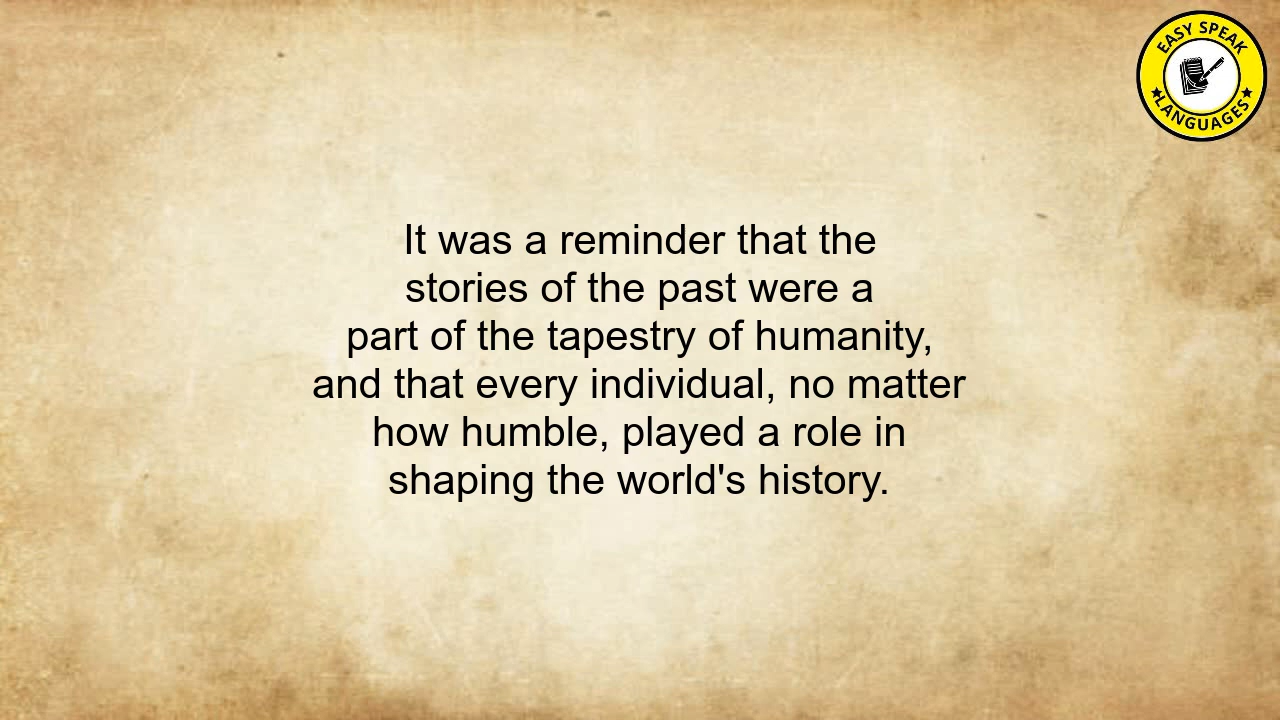 EASY SPEAK
LANGUAGES
It was a reminder that the
stories of the past were a
part of the tapestry of humanity,
and that every individual, no matter
how humble, played a role in
shaping the world's history.